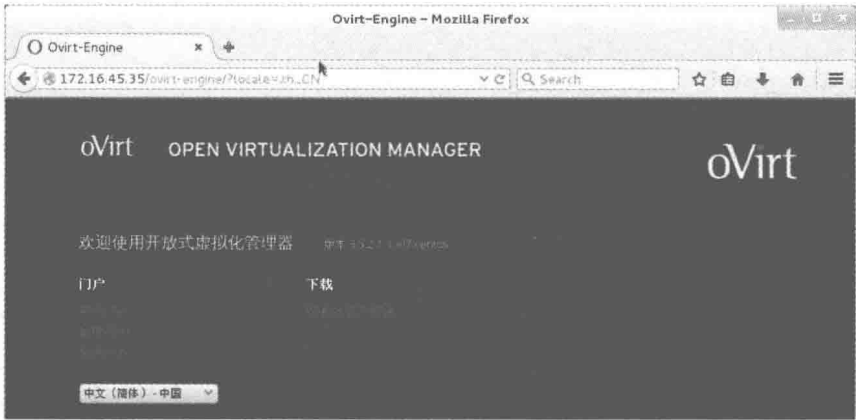 Ovirt-Engine – Mozilla Firefox
Ovirt-Engine
172.16.45.35/ovirt-engine/?locale=zh_CN
Search
oVirt OPEN VIRTUALIZATION MANAGER
oVirt
欢迎使用开放式虚拟化管理器
门户
下载
中文（简体）- 中国